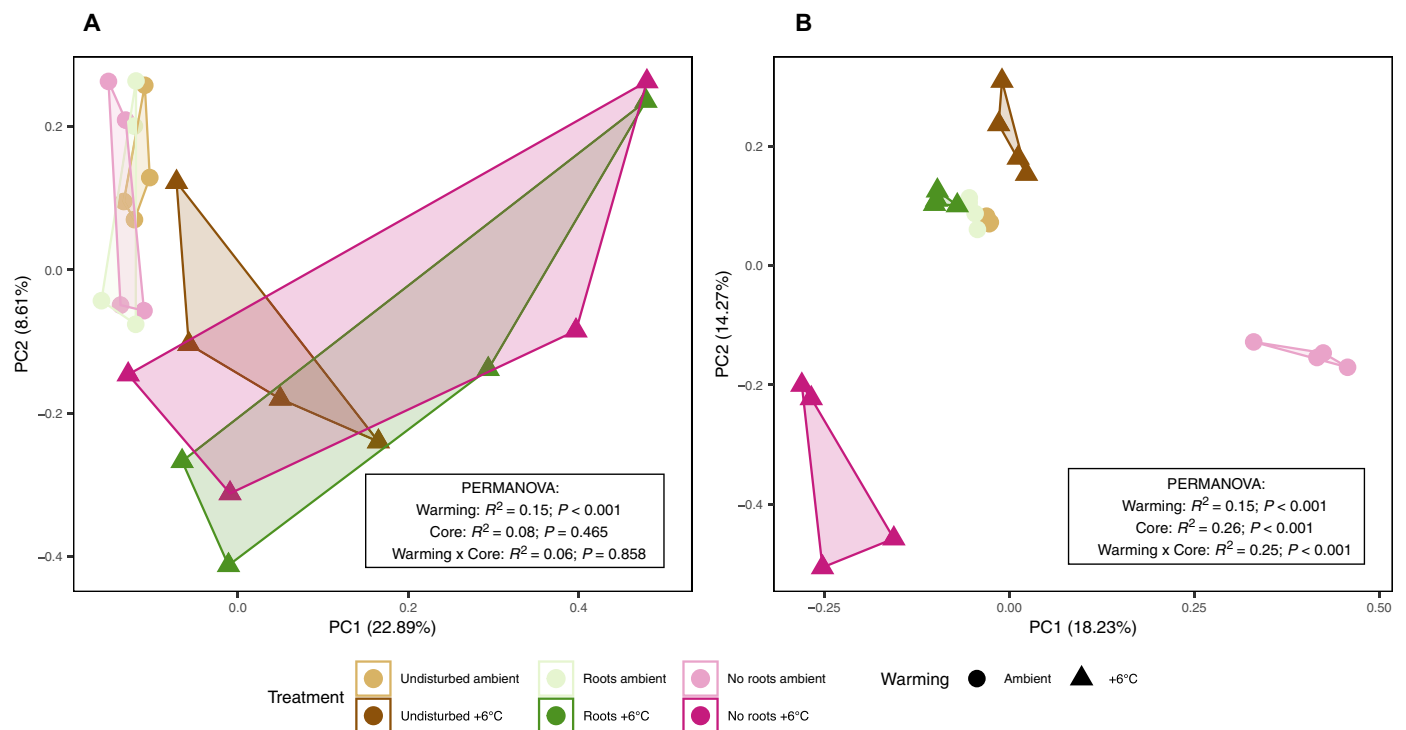 A
B
PC2 (8.61%)
0.2
0.0
−0.2
−0.4
PERMANOVA:
Warming: R² = 0.15; P < 0.001
Core: R² = 0.08; P = 0.465
Warming x Core: R² = 0.06; P = 0.858
0.0
0.2
0.4
PC1 (22.89%)
PC2 (14.27%)
0.2
0.0
−0.2
−0.4
PERMANOVA:
Warming: R² = 0.15; P < 0.001
Core: R² = 0.26; P < 0.001
Warming x Core: R² = 0.25; P < 0.001
−0.25
0.00
0.25
0.50
PC1 (18.23%)
Treatment
Undisturbed ambient
Roots ambient
No roots ambient
Undisturbed +6°C
Roots +6°C
No roots +6°C
Warming
Ambient
+6°C